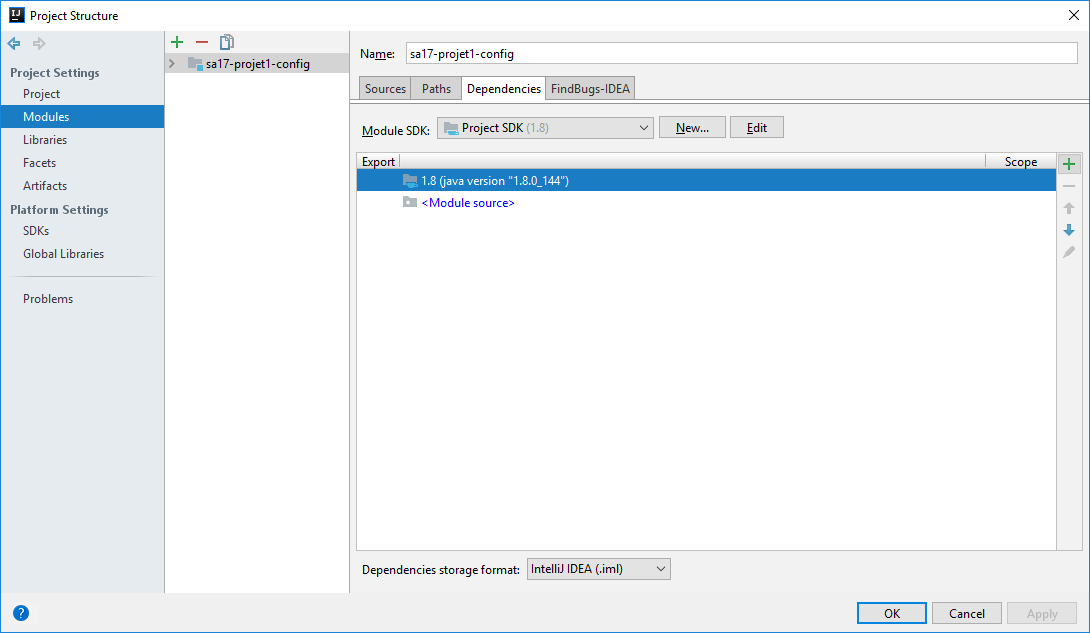 Project Structure
Project Settings
Project
Modules
Libraries
Facets
Artifacts
Platform Settings
SDKs
Global Libraries
Problems
sa17-projet1-config
Name: sa17-projet1-config
Sources Paths Dependencies FindBugs-IDEA
Module SDK: Project SDK (1.8) New... Edit
Export Scope
1.8 (java version "1.8.0_144")
<Module source>
Dependencies storage format: IntelliJ IDEA (.iml)
? OK Cancel Apply